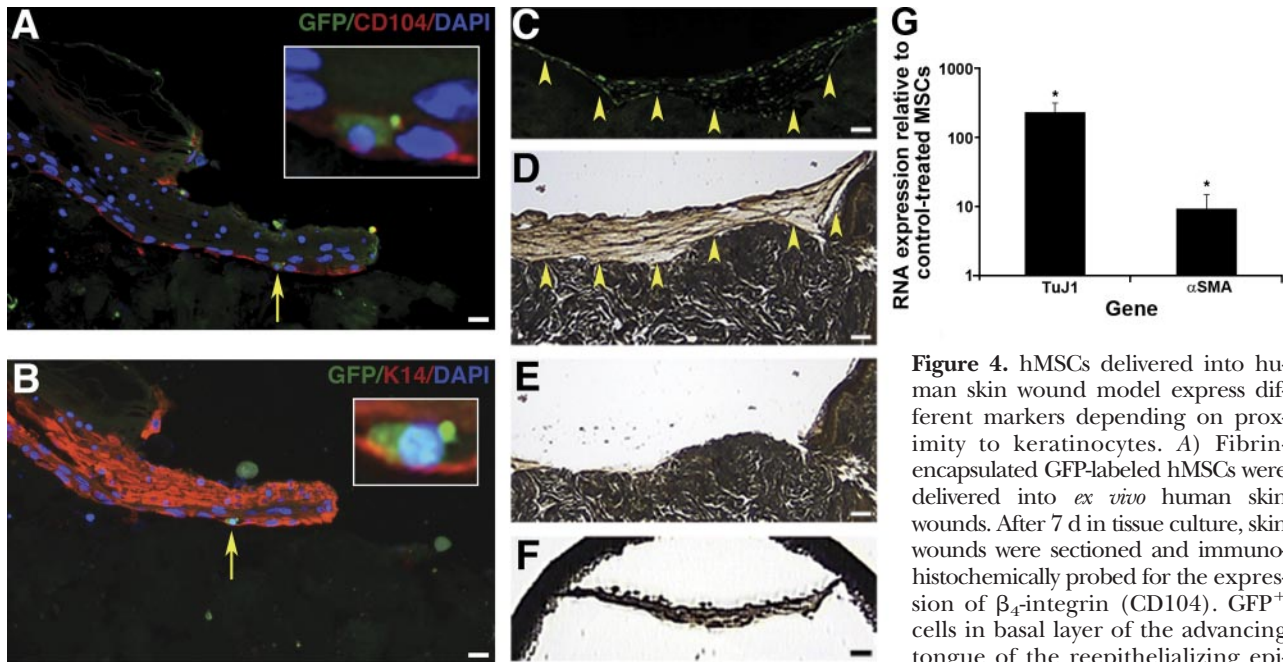 A
GFP/CD104/DAPI
B
GFP/K14/DAPI
C
D
E
F
G
RNA expression relative to
control-treated MSCs
1000
100
10
1
*
*
TuJ1
αSMA
Gene
Figure 4. hMSCs delivered into hu-
man skin wound model express dif-
ferent markers depending on prox-
imity to keratinocytes. A) Fibrin-
encapsulated GFP-labeled hMSCs were
delivered into ex vivo human skin
wounds. After 7 d in tissue culture, skin
wounds were sectioned and immuno-
histochemically probed for the expres-
sion of β4-integrin (CD104). GFP+
cells in basal layer of the advancing
tongue of the reepithelializing epi-